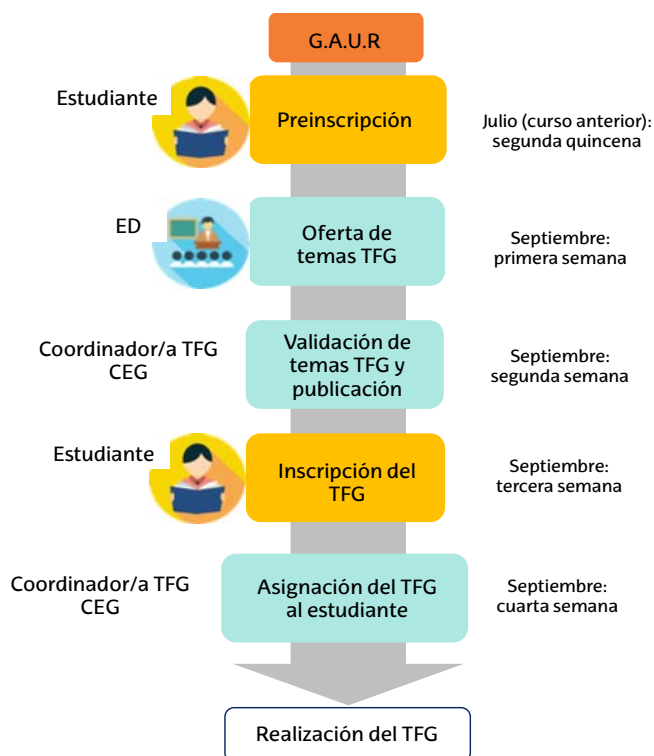 G.A.U.R
Estudiante
Preinscripción
Julio (curso anterior):
segunda quincena
ED
Oferta de
temas TFG
Septiembre:
primera semana
Coordinador/a TFG
CEG
Validación de
temas TFG y
publicación
Septiembre:
segunda semana
Estudiante
Inscripción del
TFG
Septiembre:
tercera semana
Coordinador/a TFG
CEG
Asignación del TFG
al estudiante
Septiembre:
cuarta semana
Realización del TFG